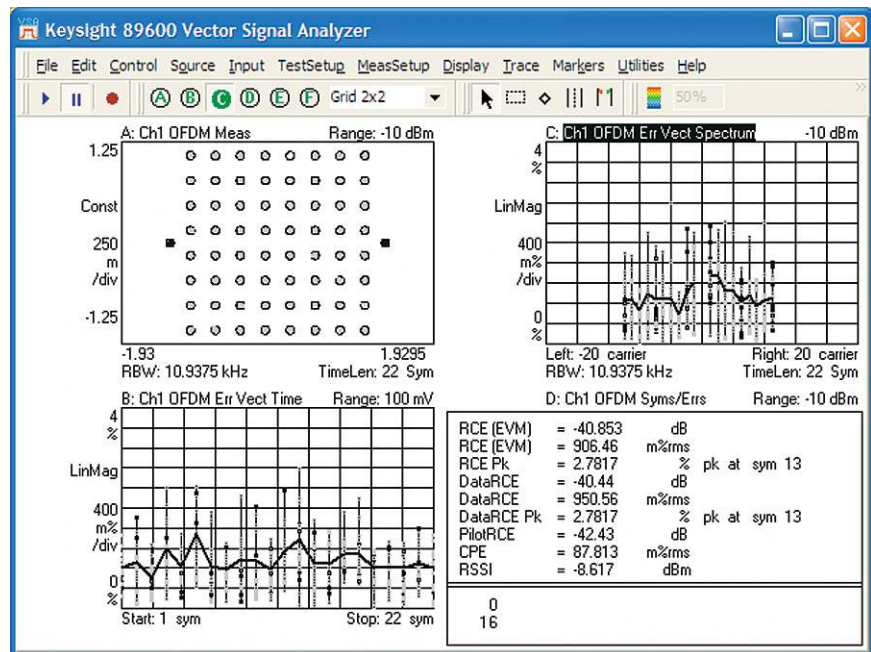 VSA
Keysight 89600 Vector Signal Analyzer
File Edit Control Source Input TestSetup MeasSetup Display Trace Markers Utilities Help
A B C D E F Grid 2x2 50%
A: Ch1 OFDM Meas Range: -10 dBm
1.25
Const
250
m
/div
-1.25
-1.93 1.9295
RBW: 10.9375 kHz TimeLen: 22 Sym
C: Ch1 OFDM Err Vect Spectrum -10 dBm
4
%
LinMag
400
m%
/div
0
%
Left: -20 carrier Right: 20 carrier
RBW: 10.9375 kHz TimeLen: 22 Sym
B: Ch1 OFDM Err Vect Time Range: 100 mV
4
%
LinMag
400
m%
/div
0
%
Start: 1 sym Stop: 22 sym
D: Ch1 OFDM Syms/Errs Range: -10 dBm
RCE (EVM) = -40.853 dB
RCE (EVM) = 906.46 m%rms
RCE Pk = 2.7817 % pk at sym 13
DataRCE = -40.44 dB
DataRCE = 950.56 m%rms
DataRCE Pk = 2.7817 % pk at sym 13
PilotRCE = -42.43 dB
CPE = 87.813 m%rms
RSSI = -8.617 dBm
0
16